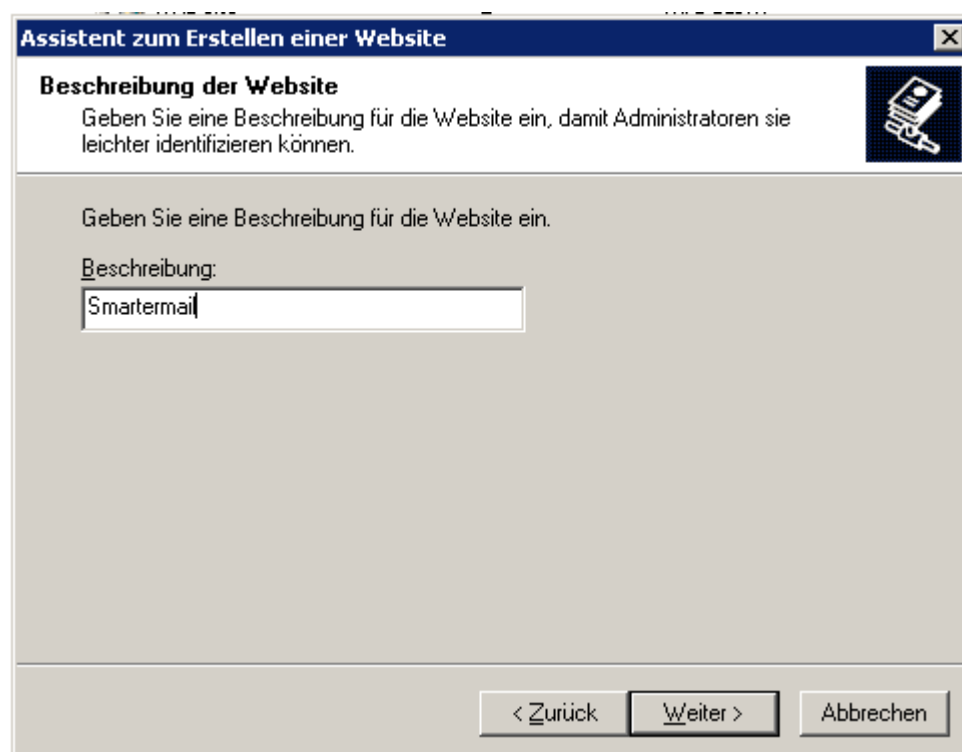 Assistent zum Erstellen einer Website
Beschreibung der Website
Geben Sie eine Beschreibung für die Website ein, damit Administratoren sie
leichter identifizieren können.
Geben Sie eine Beschreibung für die Website ein.
Beschreibung:
Smartermail
< Zurück
Weiter >
Abbrechen